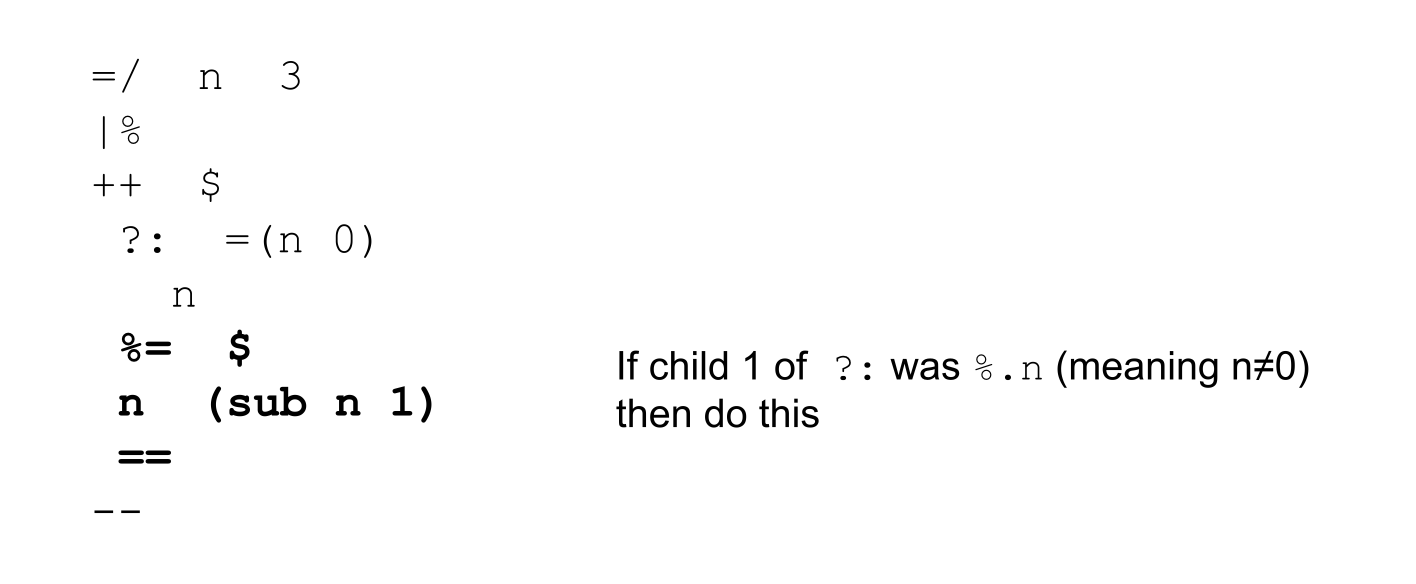 =/  n  3
|%
++  $
 ?:  =(n 0)
   n
 %=  $
 n  (sub n 1)
 ==
--
If child 1 of ?: was %.n (meaning n≠0)
then do this